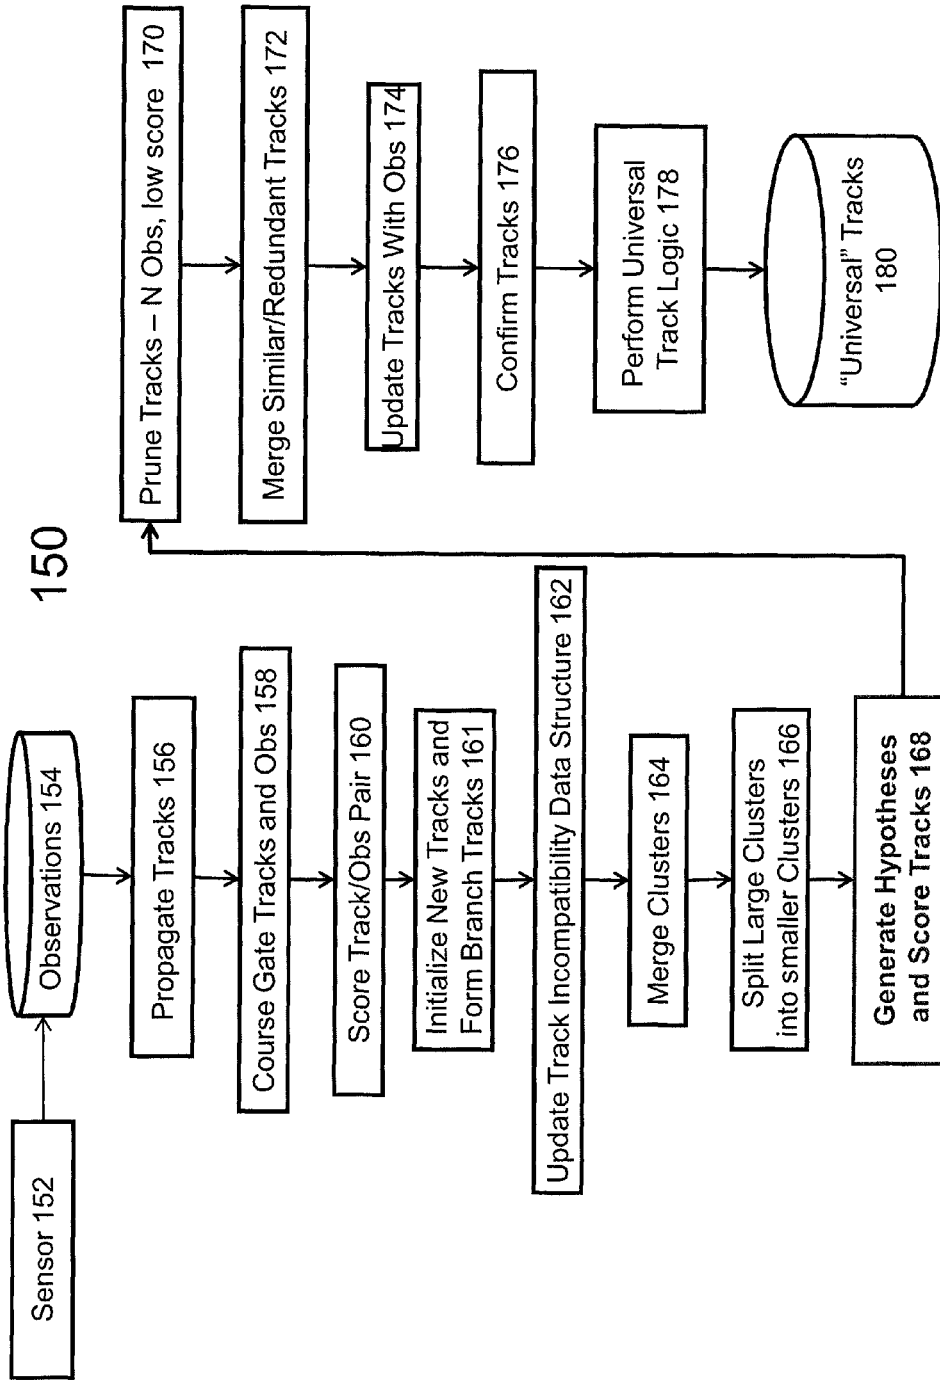 150
Sensor 152
Observations 154
Propagate Tracks 156
Course Gate Tracks and Obs 158
Score Track/Obs Pair 160
Initialize New Tracks and
Form Branch Tracks 161
Update Track Incompatibility Data Structure 162
Merge Clusters 164
Split Large Clusters
into smaller Clusters 166
Generate Hypotheses
and Score Tracks 168
Prune Tracks – N Obs, low score 170
Merge Similar/Redundant Tracks 172
Update Tracks With Obs 174
Confirm Tracks 176
Perform Universal
Track Logic 178
“Universal” Tracks
180